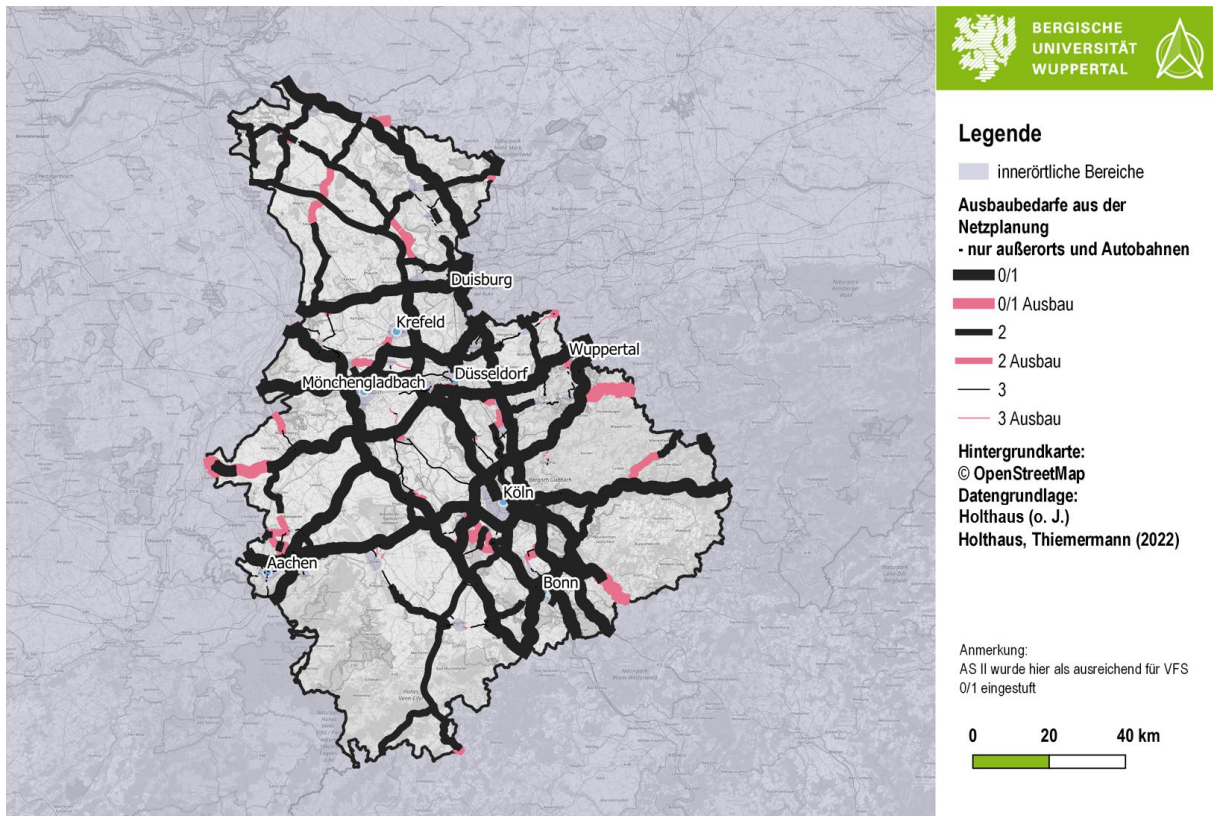 Duisburg
Krefeld
Wuppertal
Mönchengladbach
Düsseldorf
Köln
Aachen
Bonn
BERGISCHE
UNIVERSITÄT
WUPPERTAL
Legende
innerörtliche Bereiche
Ausbaubedarfe aus der
Netzplanung
- nur außerorts und Autobahnen
0/1
0/1 Ausbau
2
2 Ausbau
3
3 Ausbau
Hintergrundkarte:
© OpenStreetMap
Datengrundlage:
Holthaus (o. J.)
Holthaus, Thiemermann (2022)
Anmerkung:
AS II wurde hier als ausreichend für VFS
0/1 eingestuft
0 20 40 km